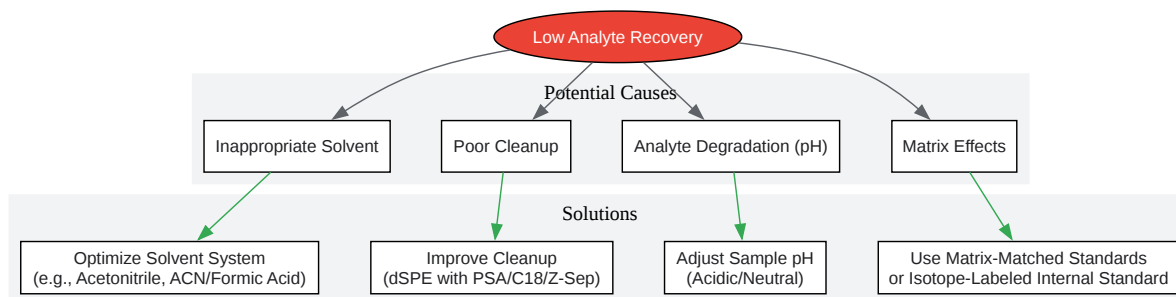 Low Analyte Recovery
Potential Causes
Inappropriate Solvent
Poor Cleanup
Analyte Degradation (pH)
Matrix Effects
Solutions
Optimize Solvent System
(e.g., Acetonitrile, ACN/Formic Acid)
Improve Cleanup
(dSPE with PSA/C18/Z-Sep)
Adjust Sample pH
(Acidic/Neutral)
Use Matrix-Matched Standards
or Isotope-Labeled Internal Standard